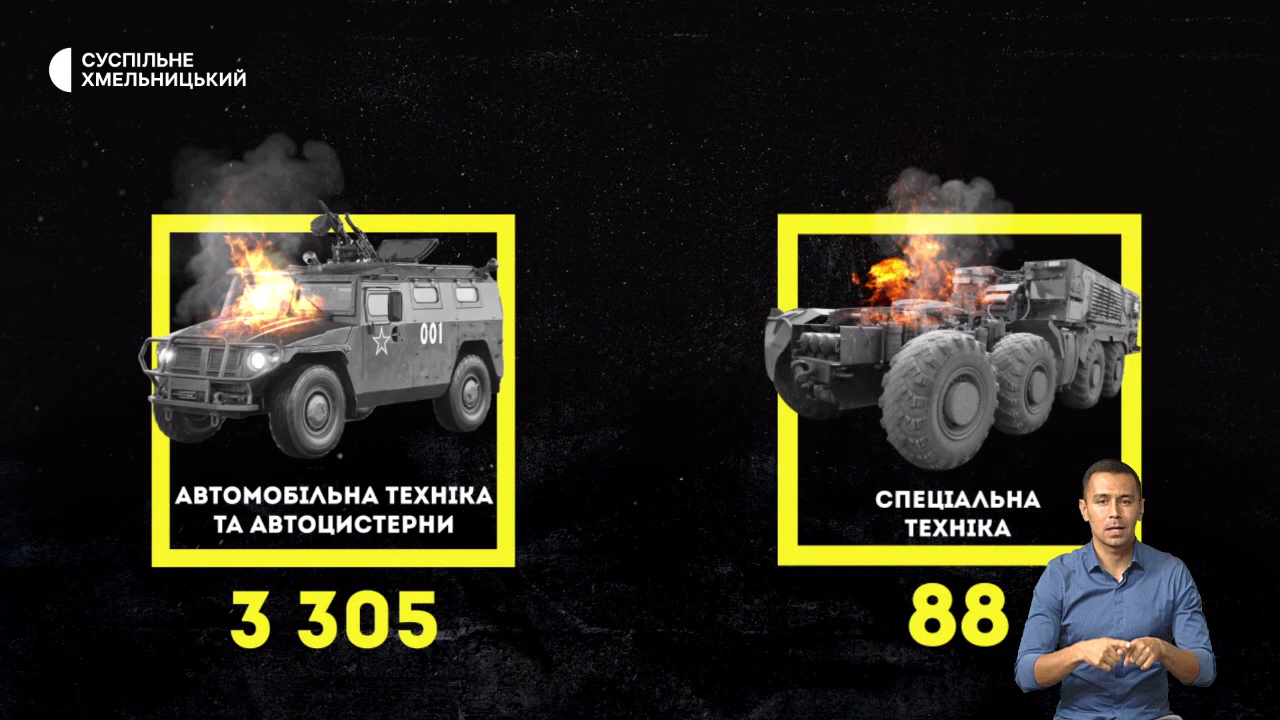 СУСПІЛЬНЕ
ХМЕЛЬНИЦЬКИЙ
001
АВТОМОБІЛЬНА ТЕХНІКА
ТА АВТОЦИСТЕРНИ
3 305
СПЕЦІАЛЬНА
ТЕХНІКА
88